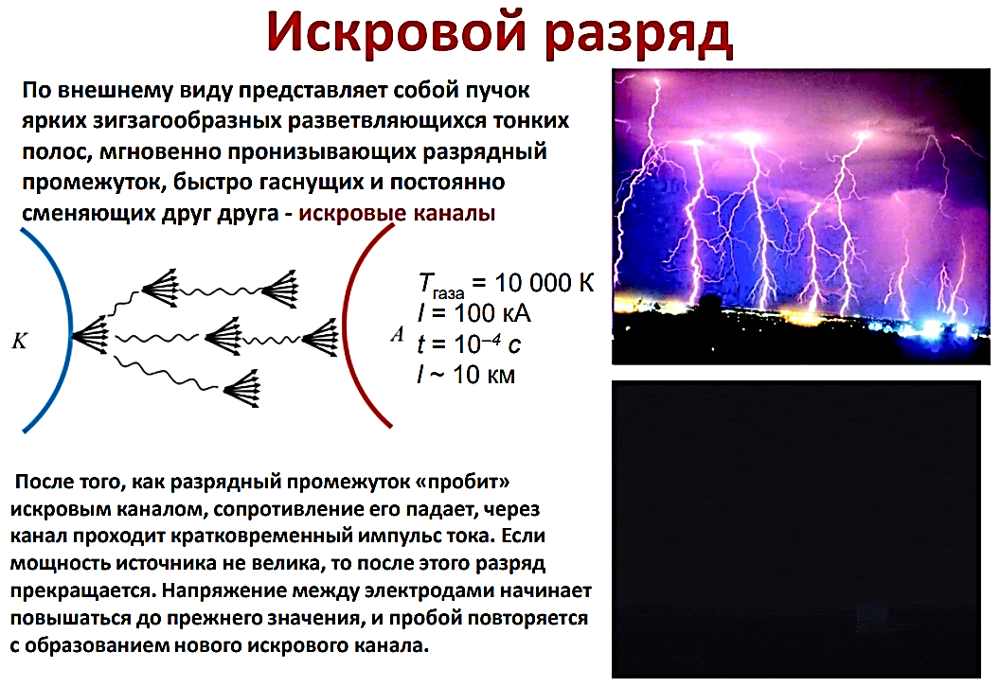 Искровой разряд
По внешнему виду представляет собой пучок
ярких зигзагообразных разветвляющихся тонких
полос, мгновенно пронизывающих разрядный
промежуток, быстро гаснущих и постоянно
сменяющих друг друга - искровые каналы
K
A
Tгаза = 10 000 К
I = 100 кА
t = 10–4 c
l ~ 10 км
После того, как разрядный промежуток «пробит»
искровым каналом, сопротивление его падает, через
канал проходит кратковременный импульс тока. Если
мощность источника не велика, то после этого разряд
прекращается. Напряжение между электродами начинает
повышаться до прежнего значения, и пробой повторяется
с образованием нового искрового канала.